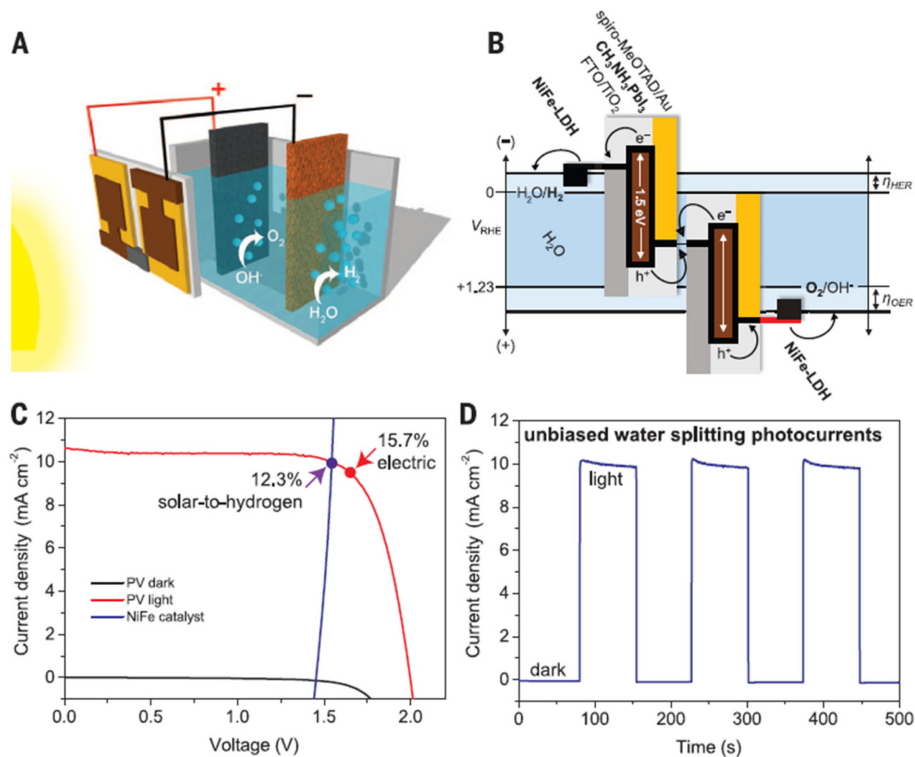 A
+
−
O₂
OH⁻
H₂
H₂O
B
spiro-MeOTAD/Au
CH₃NH₃PbI₃
FTO/TiO₂
NiFe-LDH
(-)
e⁻
H₂O/H₂
0
ηHER
1.5 eV
VRHE
H₂O
e⁻
h⁺
+1.23
O₂/OH⁻
ηOER
(+)
h⁺
NiFe-LDH
C
Current density (mA cm⁻²)
12
10
8
6
4
2
0
15.7%
electric
12.3%
solar-to-hydrogen
PV dark
PV light
NiFe catalyst
0.0 0.5 1.0 1.5 2.0
Voltage (V)
D
Current density (mA cm⁻²)
12
10
8
6
4
2
0
unbiased water splitting photocurrents
light
dark
0 100 200 300 400 500
Time (s)